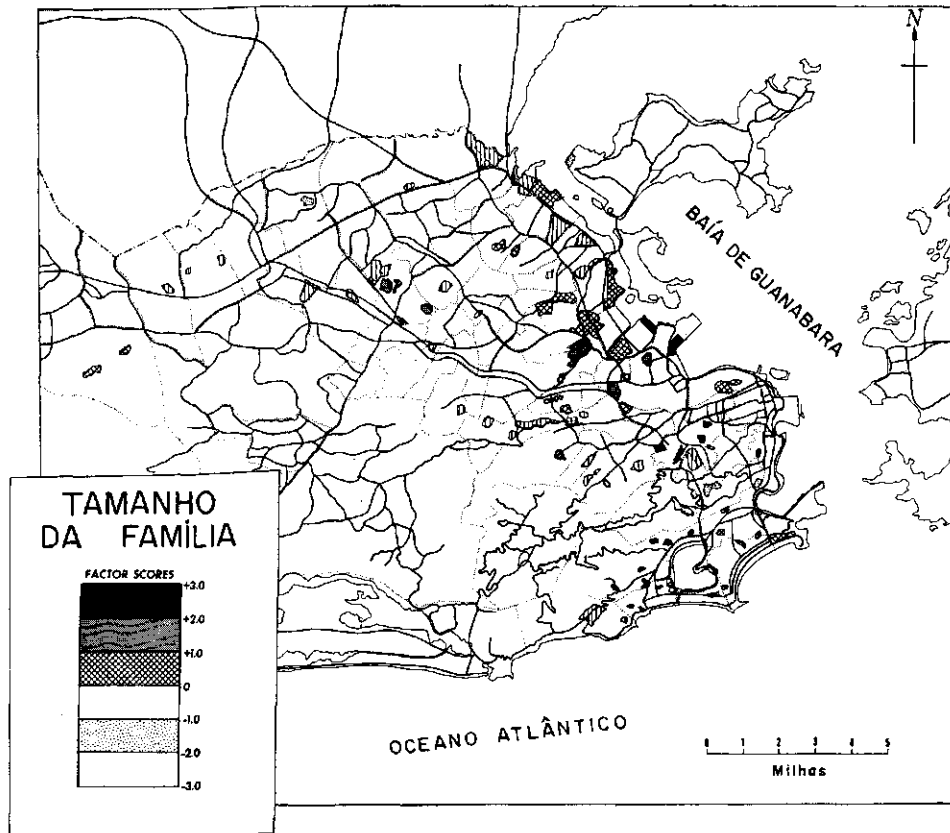 N
BAÍA DE GUANABARA
TAMANHO
DA FAMÍLIA
FACTOR SCORES
+3.0
+2.0
+1.0
0
-1.0
-2.0
-3.0
OCEANO ATLÂNTICO
0 1 2 3 4 5
Milhas